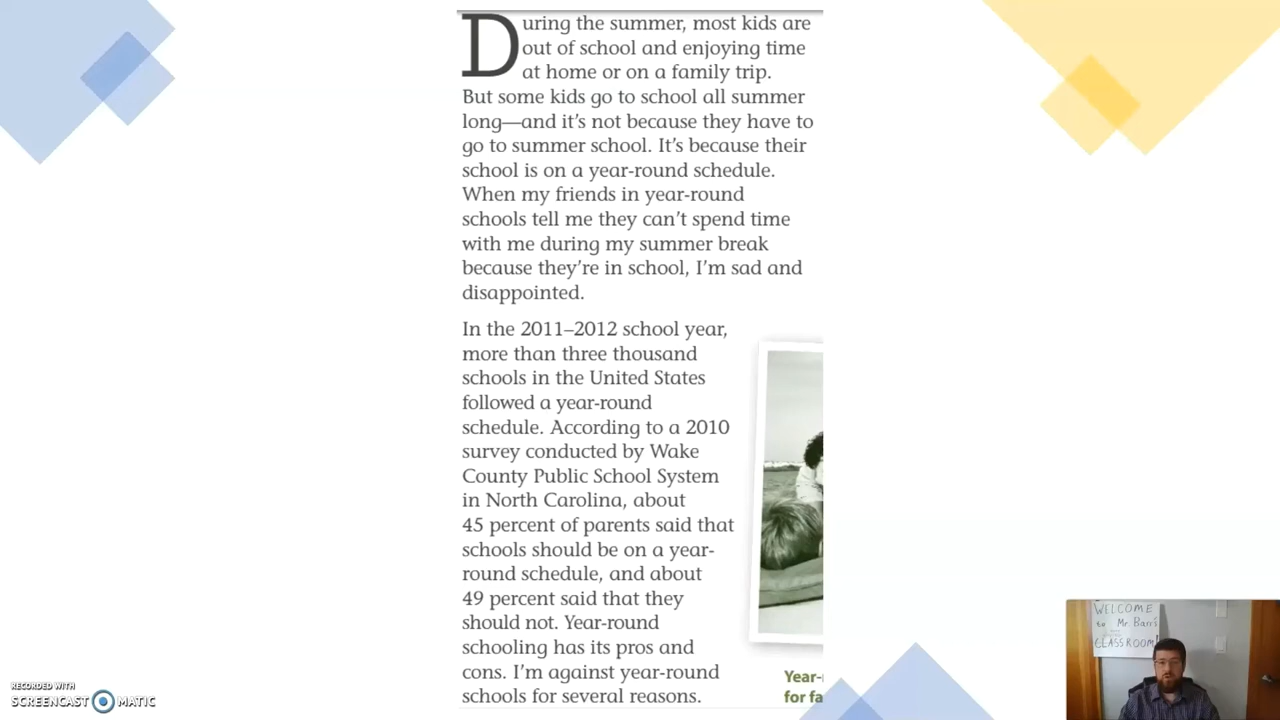 During the summer, most kids are
out of school and enjoying time
at home or on a family trip.
But some kids go to school all summer
long—and it's not because they have to
go to summer school. It's because their
school is on a year-round schedule.
When my friends in year-round
schools tell me they can't spend time
with me during my summer break
because they're in school, I'm sad and
disappointed.
In the 2011–2012 school year,
more than three thousand
schools in the United States
followed a year-round
schedule. According to a 2010
survey conducted by Wake
County Public School System
in North Carolina, about
45 percent of parents said that
schools should be on a year-
round schedule, and about
49 percent said that they
should not. Year-round
schooling has its pros and
cons. I'm against year-round
schools for several reasons.
Year-
for fa
WELCOME
to Mr. Barr's
CLASSROOM!
RECORDED WITH
SCREENCAST MATIC